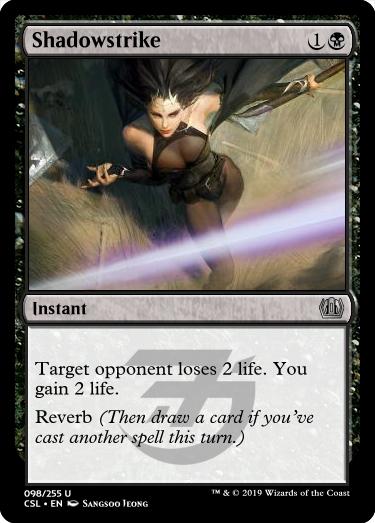 Shadowstrike 1
Instant
Target opponent loses 2 life. You
gain 2 life.
Reverb (Then draw a card if you've
cast another spell this turn.)
098/255 U
CSL • EN Sangsoo Jeong
™ & © 2019 Wizards of the Coast